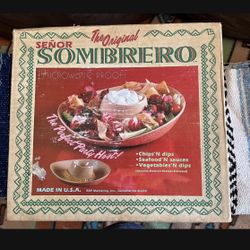 The Original
SEÑOR
SOMBRERO
MICROWAVE PROOF
The Perfect Party Host!
• Chips'N dips
• Seafood'N sauces
• Vegetables'N dips
MADE IN U.S.A.